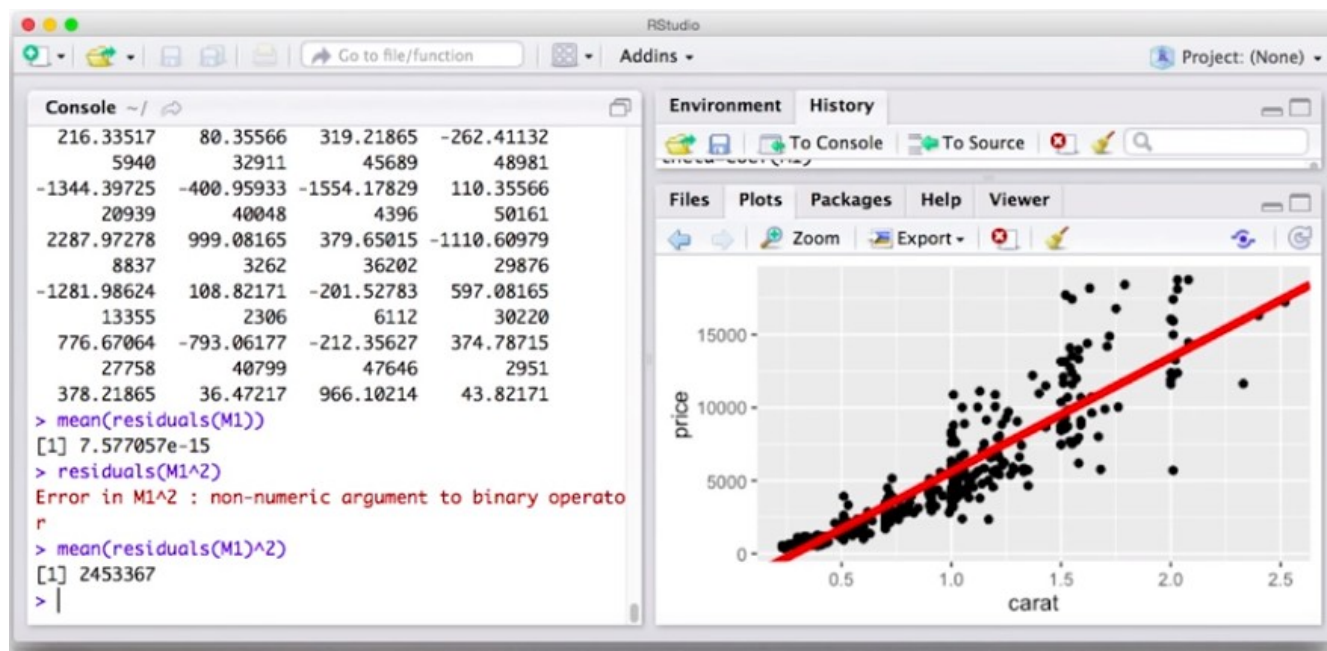 RStudio
Go to file/function
Addins
Project: (None)
Console ~/
216.33517 80.35566 319.21865 -262.41132
5940 32911 45689 48981
-1344.39725 -400.95933 -1554.17829 110.35566
20939 40048 4396 50161
2287.97278 999.08165 379.65015 -1110.60979
8837 3262 36202 29876
-1281.98624 108.82171 -201.52783 597.08165
13355 2306 6112 30220
776.67064 -793.06177 -212.35627 374.78715
27758 40799 47646 2951
378.21865 36.47217 966.10214 43.82171
> mean(residuals(M1))
[1] 7.577057e-15
> residuals(M1^2)
Error in M1^2 : non-numeric argument to binary operato
r
> mean(residuals(M1)^2)
[1] 2453367
>
Environment History
To Console To Source
Files Plots Packages Help Viewer
Zoom Export
15000
10000
5000
0
price
0.5 1.0 1.5 2.0 2.5
carat